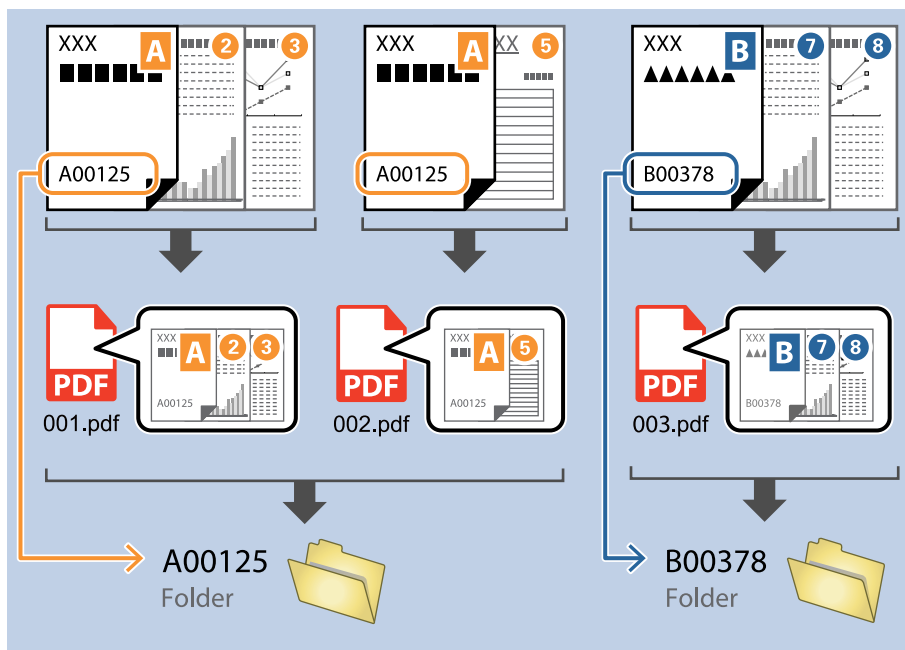 XXX
A
2
3
A00125
XXX
A
XX
5
A00125
XXX
B
7
8
B00378
PDF
001.pdf
XXX
A
2
3
A00125
PDF
002.pdf
XXX
A
5
A00125
PDF
003.pdf
XXX
B
7
8
B00378
A00125
Folder
B00378
Folder